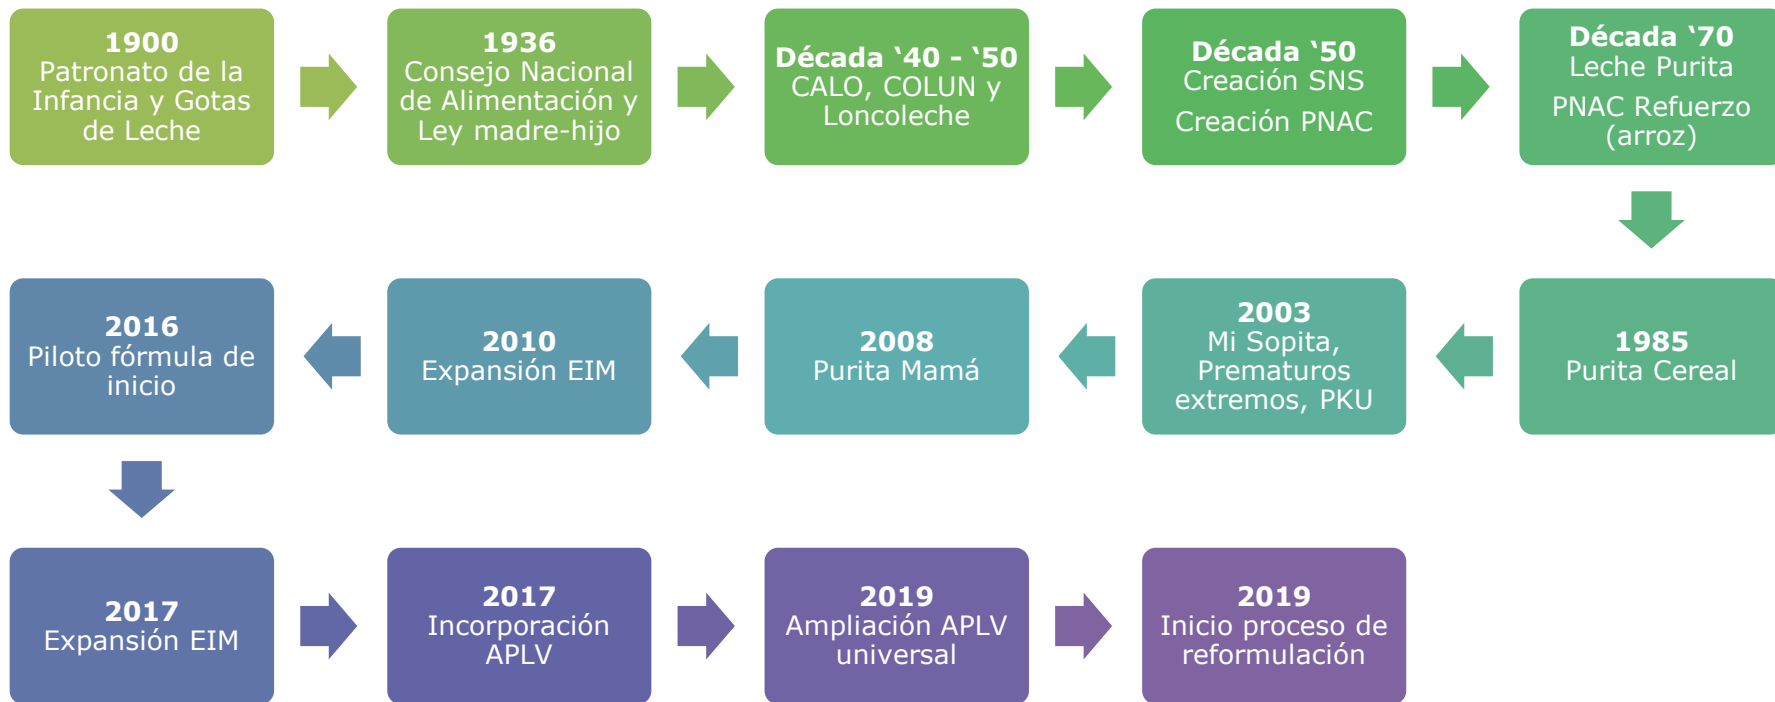 1900
Patronato de la
Infancia y Gotas
de Leche
1936
Consejo Nacional
de Alimentación y
Ley madre-hijo
Década ‘40 - ‘50
CALO, COLUN y
Loncoleche
Década ‘50
Creación SNS
Creación PNAC
Década ‘70
Leche Purita
PNAC Refuerzo
(arroz)
1985
Purita Cereal
2003
Mi Sopita,
Prematuros
extremos, PKU
2008
Purita Mamá
2010
Expansión EIM
2016
Piloto fórmula de
inicio
2017
Expansión EIM
2017
Incorporación
APLV
2019
Ampliación APLV
universal
2019
Inicio proceso de
reformulación